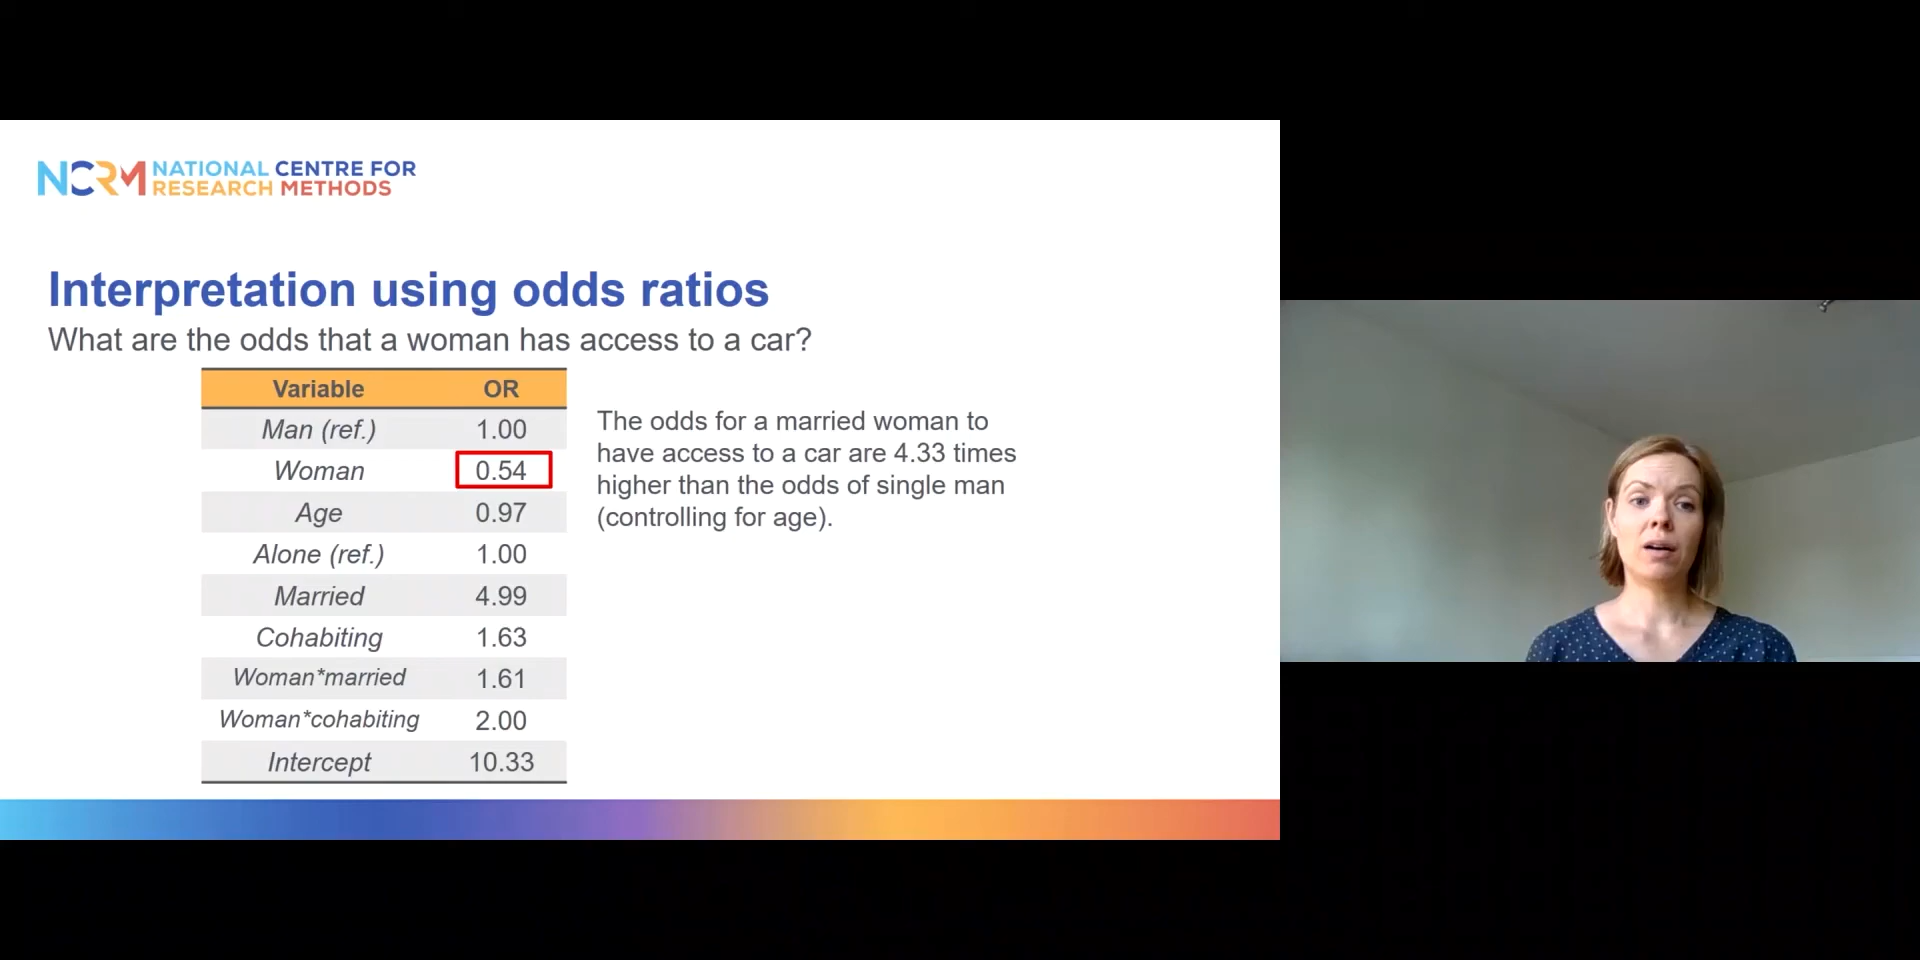 NCRM NATIONAL CENTRE FOR
RESEARCH METHODS
Interpretation using odds ratios
What are the odds that a woman has access to a car?
Variable OR
Man (ref.) 1.00
Woman 0.54
Age 0.97
Alone (ref.) 1.00
Married 4.99
Cohabiting 1.63
Woman*married 1.61
Woman*cohabiting 2.00
Intercept 10.33
The odds for a married woman to
have access to a car are 4.33 times
higher than the odds of single man
(controlling for age).